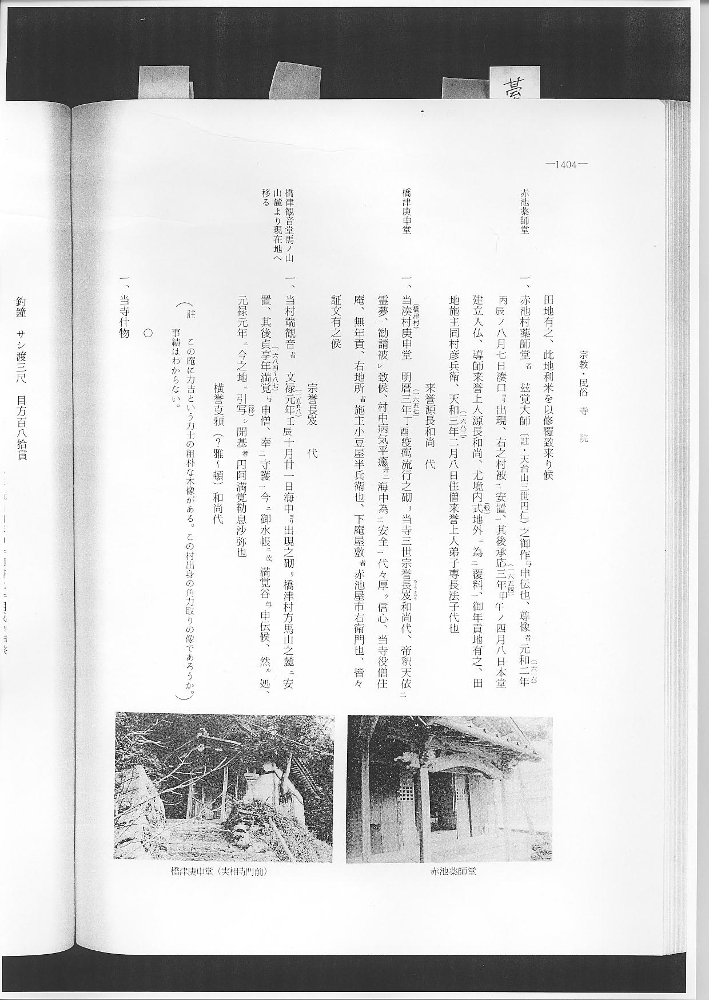 —1404—
宗教・民俗 寺 院
田地有之、此地利米を以修覆致来り候
赤池薬師堂
一、赤池村薬師堂者 玆覚大師（註・天台山三世円仁）之御作与申伝也、尊像者元和二年(一六一六)
丙辰ノ八月七日湊口ヨリ出現、右之村被二安置一、其後承応三年(一六五四)甲午ノ四月八日本堂
建立入仏、導師来誉上人源長和尚、尤境内式(敷)地外ニ為二覆料一、御年貢地有之、田
地施主同村彦兵衛、天和三年(一六八三)二月八日住僧来誉上人弟子専長法子代也
来誉源長和尚 代
橋津庚申堂
一、当湊村(橋津村)庚申堂 明暦三年(一六五七)丁酉疫癘流行之砌リ当寺三世宗誉長岌(ちょうきゅう)和尚代、帝釈天依二
霊夢一勧請被レ致候、村中病気平癒井ニ海中為二安全一代々厚ク信心、当寺役僧住
庵、無年貢、右地所者施主小豆屋半兵衛也、下庵屋敷者赤池屋市右衛門也、皆々
証文有之候
宗誉長岌 代
橋津観音堂馬ノ山
山麓より現在地へ
移る
一、当村端観音者 文禄元年(一五五八)壬辰十月廿一日海中ヨリ出現之砌リ橋津村方馬山之麓ニ安
置、其後貞享年(一六八四〜八七)満覚与申僧、奉二守護一今ニ御水帳ニ茂満覚谷与申伝候、然ル処、
元禄元年ニ今之地ニ引写(移)シ開基者円阿満覚勒息沙弥也
横誉㐂頟（？雅〜頓）和尚代
（註 この庵に力吉という力士の粗朴な木像がある。この村出身の角力取りの像であろうか。
事績はわからない。）
〇
一、当寺什物
釣鐘 サシ渡三尺 目方百八拾貫
赤池薬師堂
橋津庚申堂（実相寺門前）